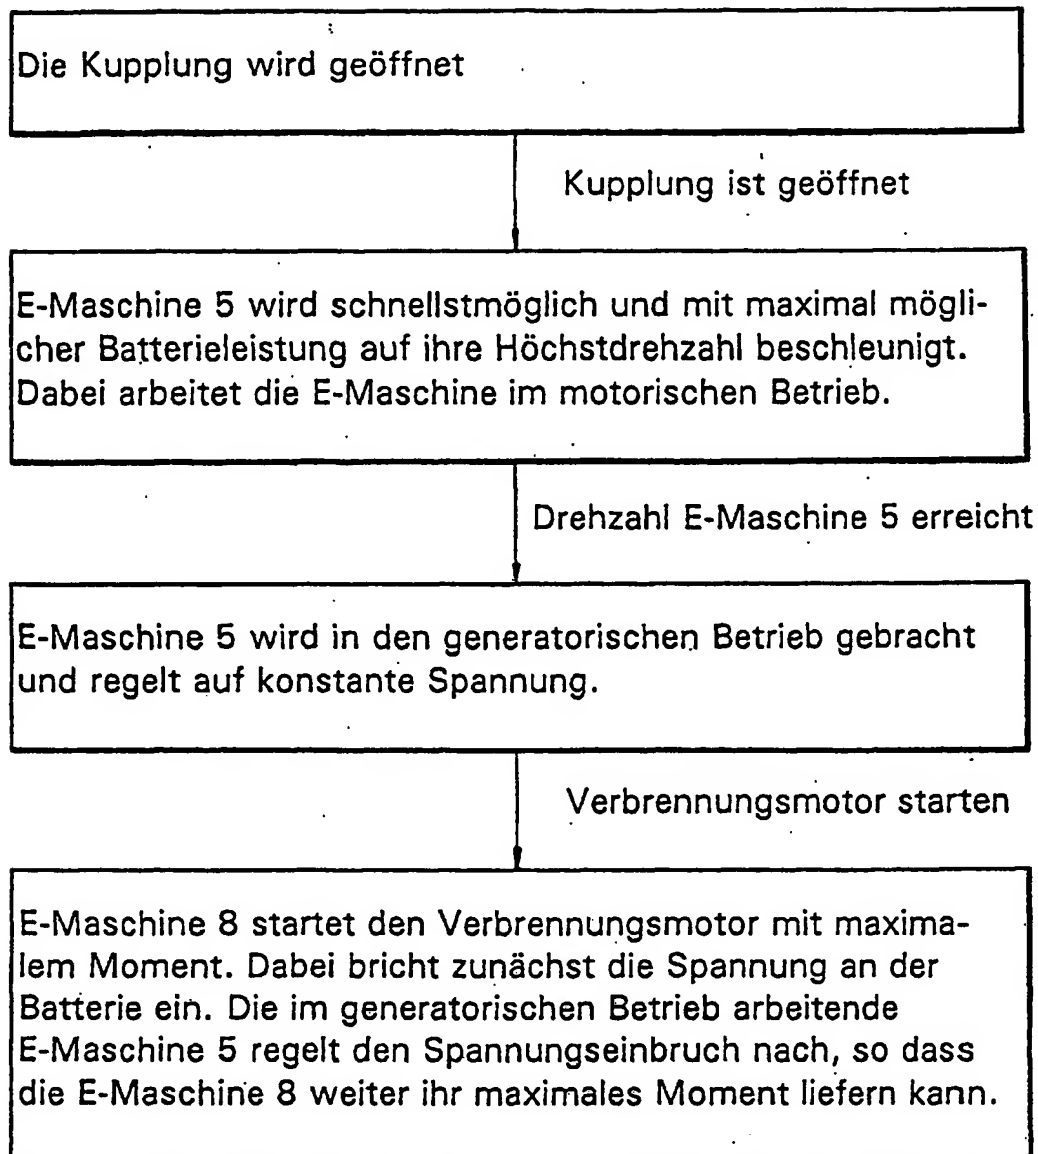 Die Kupplung wird geöffnet
Kupplung ist geöffnet
E-Maschine 5 wird schnellstmöglich und mit maximal mögli-
cher Batterieleistung auf ihre Höchstdrehzahl beschleunigt.
Dabei arbeitet die E-Maschine im motorischen Betrieb.
Drehzahl E-Maschine 5 erreicht
E-Maschine 5 wird in den generatorischen Betrieb gebracht
und regelt auf konstante Spannung.
Verbrennungsmotor starten
E-Maschine 8 startet den Verbrennungsmotor mit maxima-
lem Moment. Dabei bricht zunächst die Spannung an der
Batterie ein. Die im generatorischen Betrieb arbeitende
E-Maschine 5 regelt den Spannungseinbruch nach, so dass
die E-Maschine 8 weiter ihr maximales Moment liefern kann.